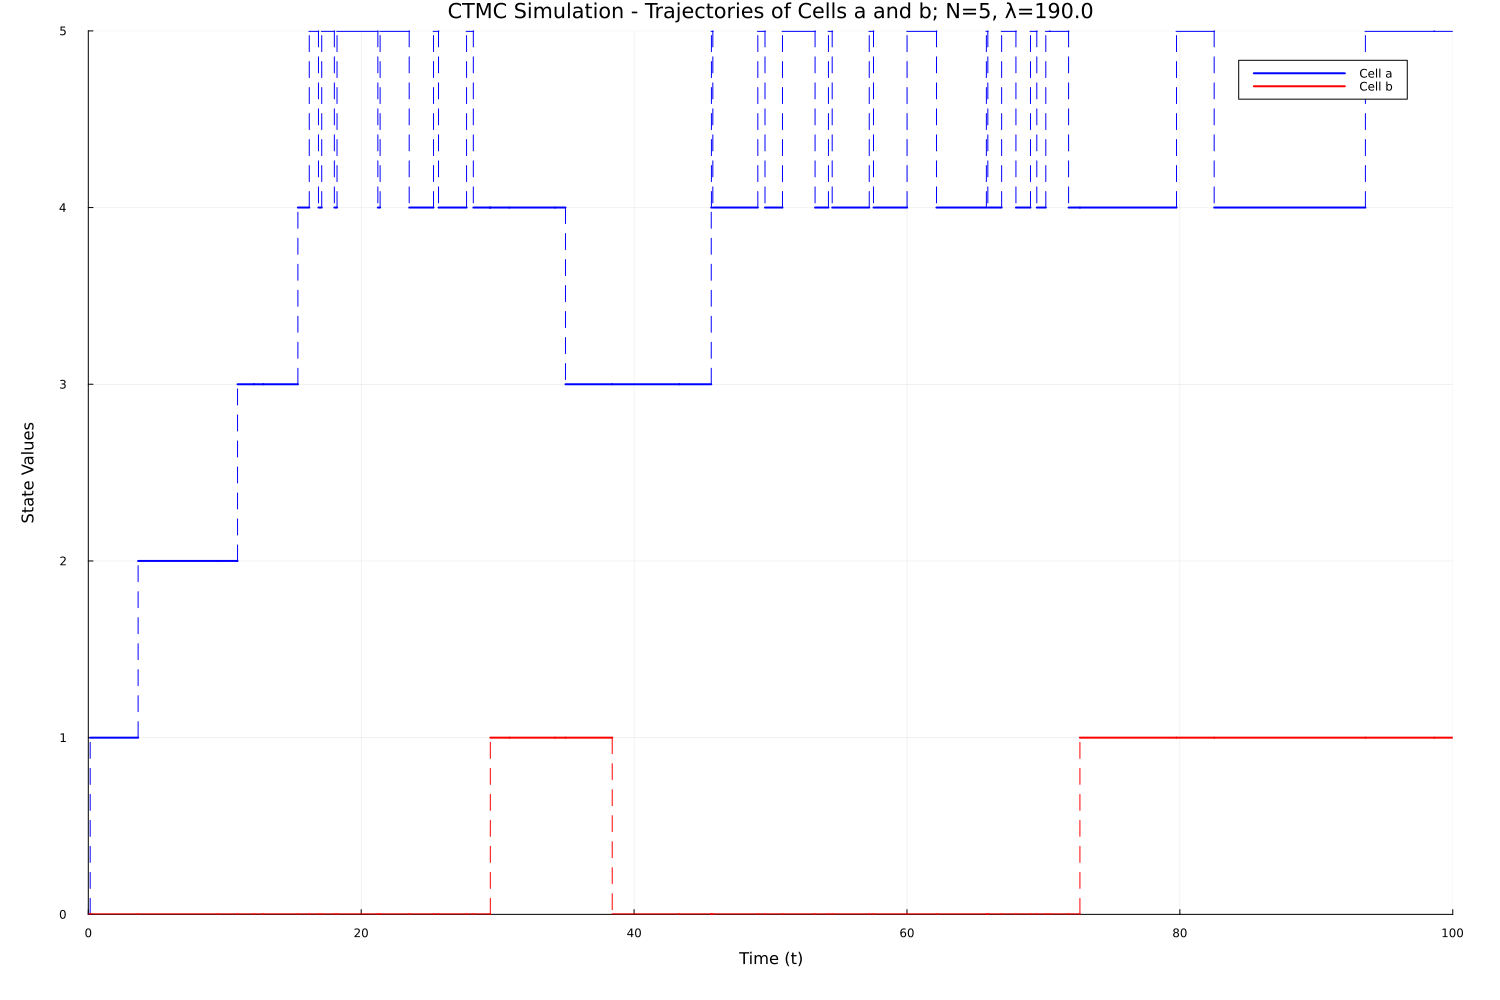 CTMC Simulation - Trajectories of Cells a and b; N=5, λ=190.0
5
Cell a
Cell b
4
3
State Values
2
1
0
0 20 40 60 80 100
Time (t)